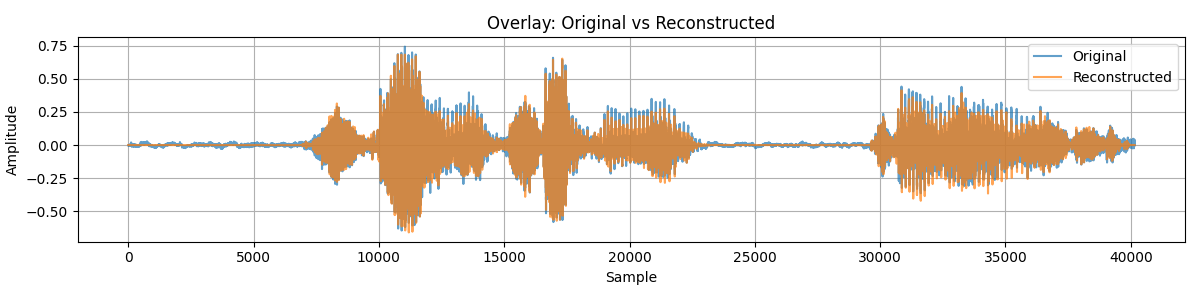 Overlay: Original vs Reconstructed
Original
Reconstructed
Amplitude
0.75
0.50
0.25
0.00
−0.25
−0.50
0 5000 10000 15000 20000 25000 30000 35000 40000
Sample